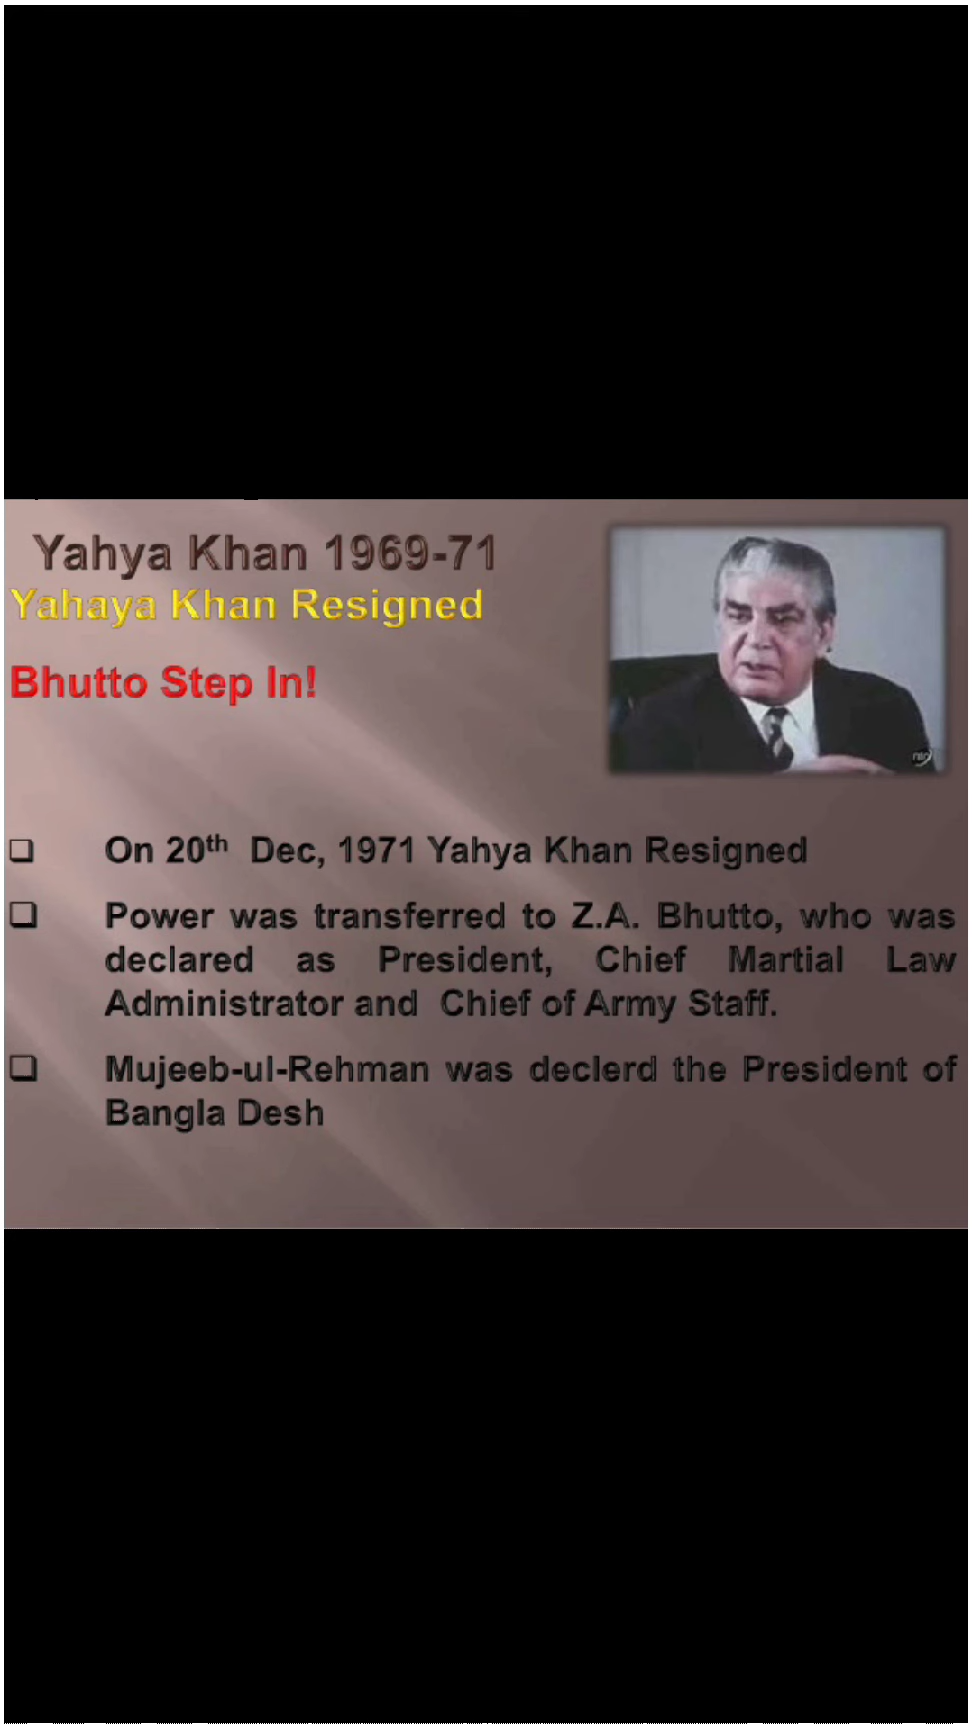 Yahya Khan 1969-71
Yahaya Khan Resigned
Bhutto Step In!
❑ On 20th Dec, 1971 Yahya Khan Resigned
❑ Power was transferred to Z.A. Bhutto, who was
declared as President, Chief Martial Law
Administrator and Chief of Army Staff.
❑ Mujeeb-ul-Rehman was declerd the President of
Bangla Desh